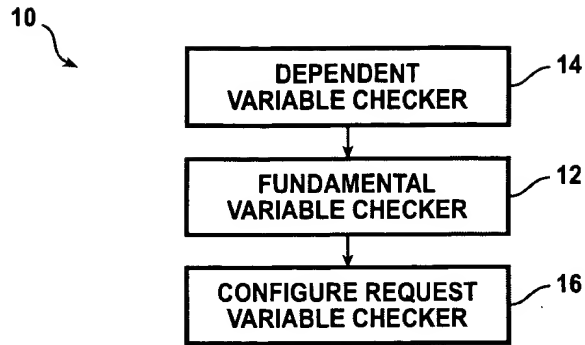 10
DEPENDENT
VARIABLE CHECKER
14
FUNDAMENTAL
VARIABLE CHECKER
12
CONFIGURE REQUEST
VARIABLE CHECKER
16